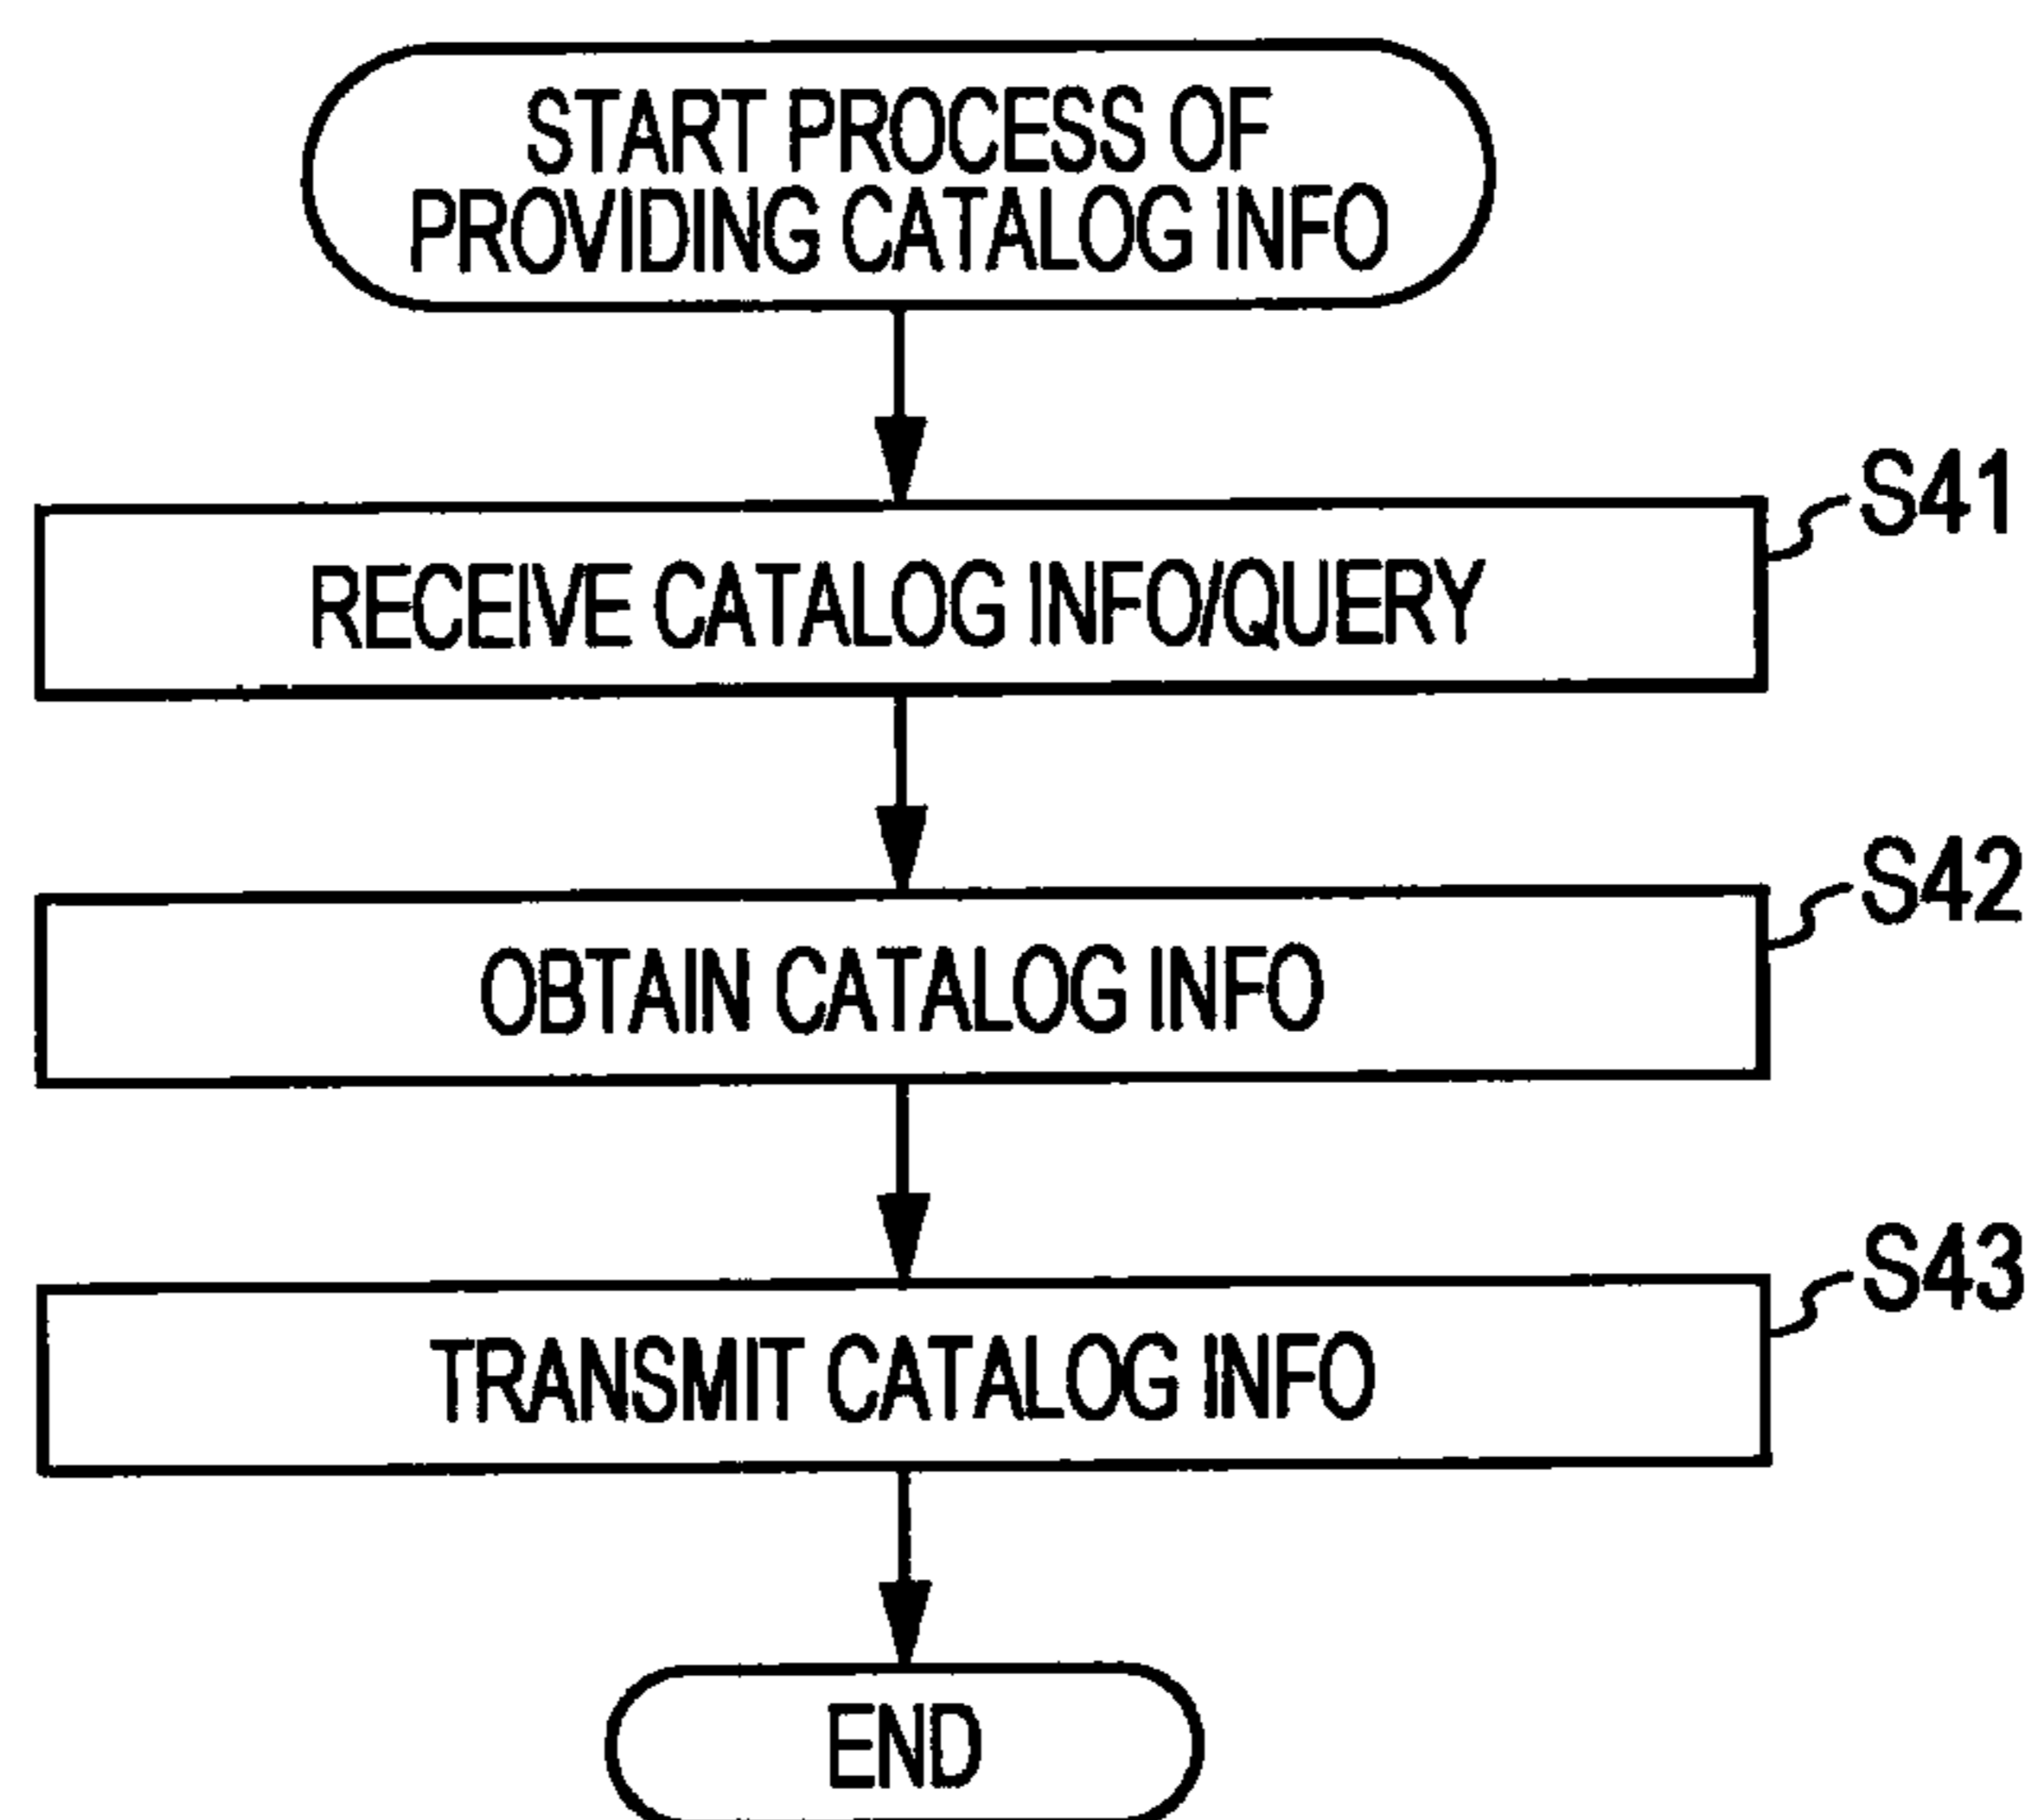 START PROCESS OF
PROVIDING CATALOG INFO
S41
RECEIVE CATALOG INFO/QUERY
S42
OBTAIN CATALOG INFO
S43
TRANSMIT CATALOG INFO
END